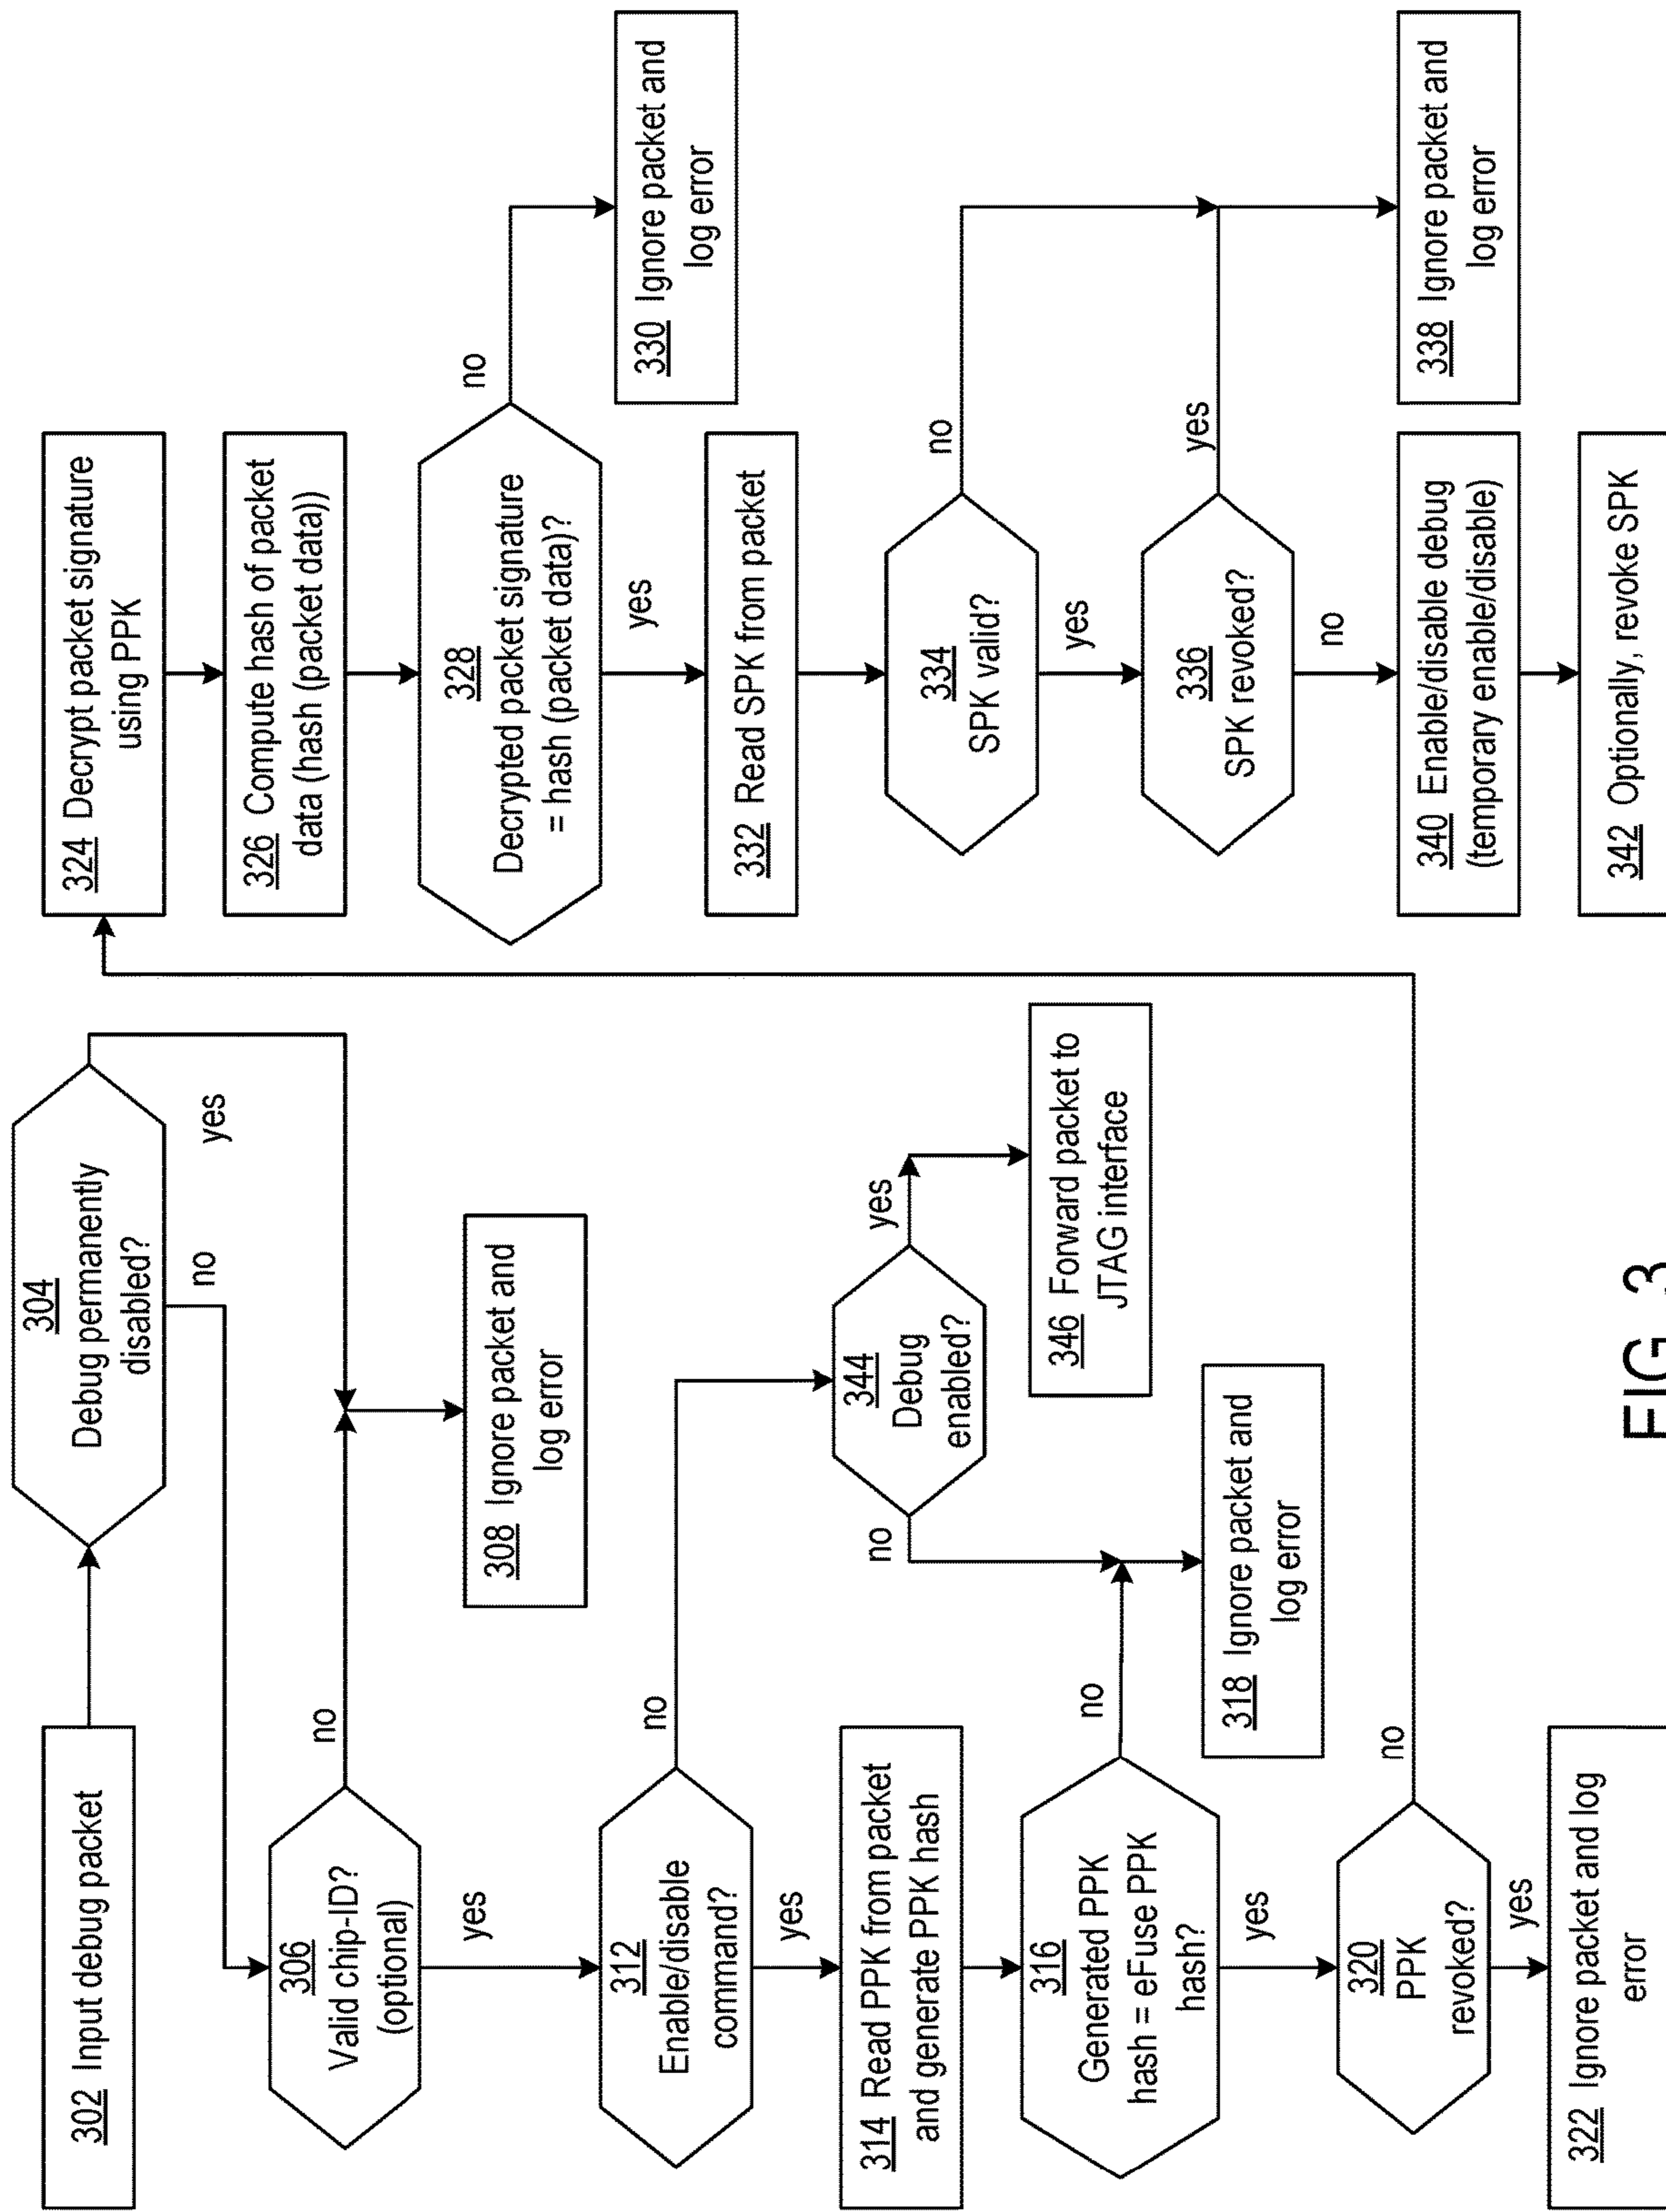 302 Input debug packet
304
Debug permanently
disabled?
yes
no
306
Valid chip-ID?
(optional)
no
yes
308 Ignore packet and
log error
312
Enable/disable
command?
no
yes
344
Debug
enabled?
yes
no
346 Forward packet to
JTAG interface
314 Read PPK from packet
and generate PPK hash
316
Generated PPK
hash = eFuse PPK
hash?
no
yes
318 Ignore packet and
log error
320
PPK
revoked?
no
yes
322 Ignore packet and log
error
324 Decrypt packet signature
using PPK
326 Compute hash of packet
data (hash (packet data))
328
Decrypted packet signature
= hash (packet data)?
no
yes
330 Ignore packet and
log error
332 Read SPK from packet
334
SPK valid?
no
yes
336
SPK revoked?
yes
no
338 Ignore packet and
log error
340 Enable/disable debug
(temporary enable/disable)
342 Optionally, revoke SPK
FIG. 3